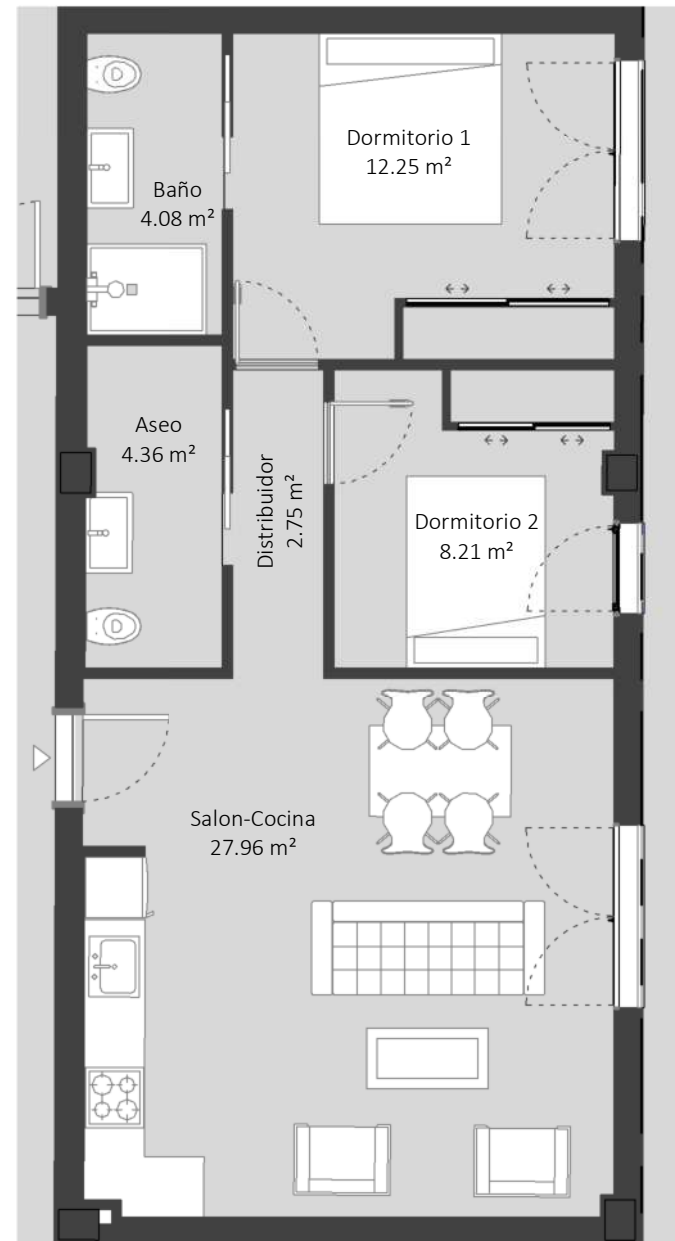 Dormitorio 1
12.25 m²
Baño
4.08 m²
Aseo
4.36 m²
Distribuidor
2.75 m²
Dormitorio 2
8.21 m²
Salon-Cocina
27.96 m²